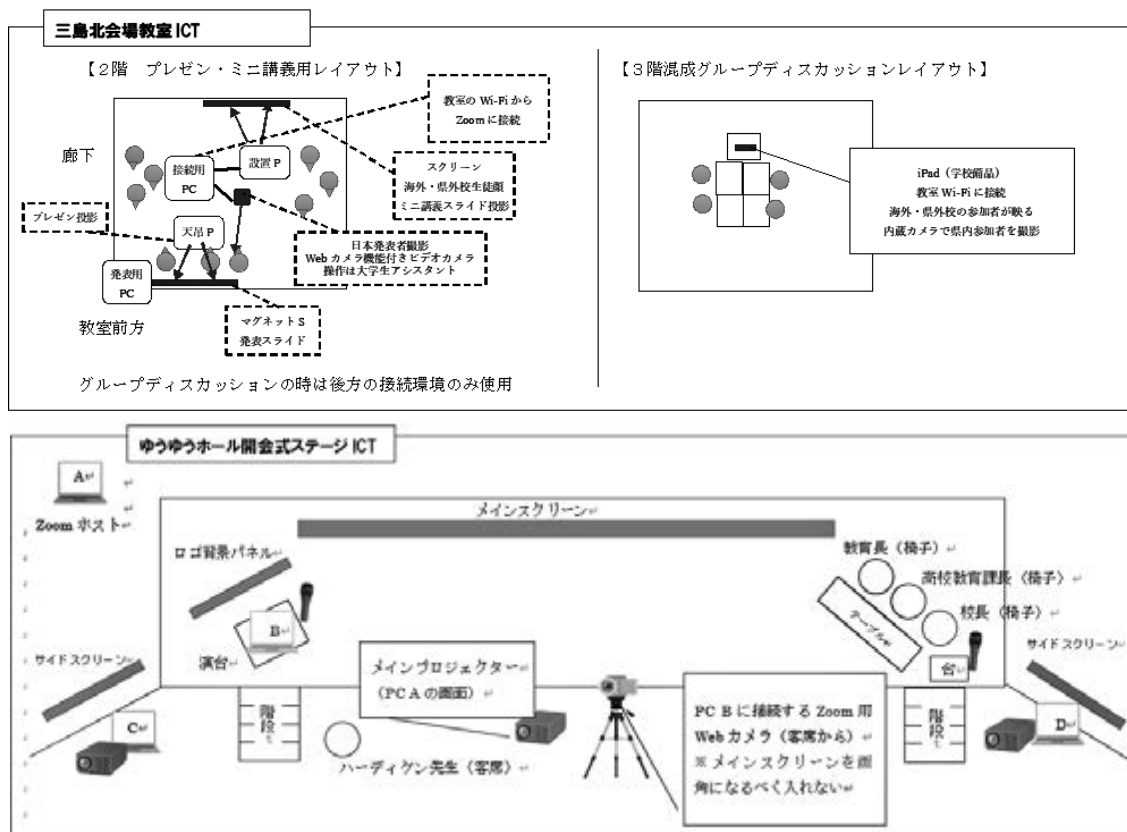 三島北会場教室 ICT
【２階　プレゼン・ミニ講義用レイアウト】
教室の Wi-Fi から
Zoom に接続
廊下
接続用
PC
設置 P
スクリーン
海外・県外校生徒顔
ミニ講義スライド投影
プレゼン投影
天吊 P
日本発表者撮影
Web カメラ機能付きビデオカメラ
操作は大学生アシスタント
発表用
PC
教室前方
マグネット S
発表スライド
グループディスカッションの時は後方の接続環境のみ使用
【３階混成グループディスカッションレイアウト】
iPad（学校備品）
教室 Wi-Fi に接続
海外・県外校の参加者が映る
内蔵カメラで県内参加者を撮影
ゆうゆうホール開会式ステージ ICT
A
Zoom ホスト
メインスクリーン
ロゴ背景パネル
教育長（椅子）
高校教育課長（椅子）
校長（椅子）
テーブル
B
演台
台
サイドスクリーン
サイドスクリーン
メインプロジェクター
（PC A の画面）
PC B に接続する Zoom 用
Web カメラ（客席から）
※ メインスクリーンを画
角になるべく入れない
C
階段
階段
D
ハーディケン先生（客席）